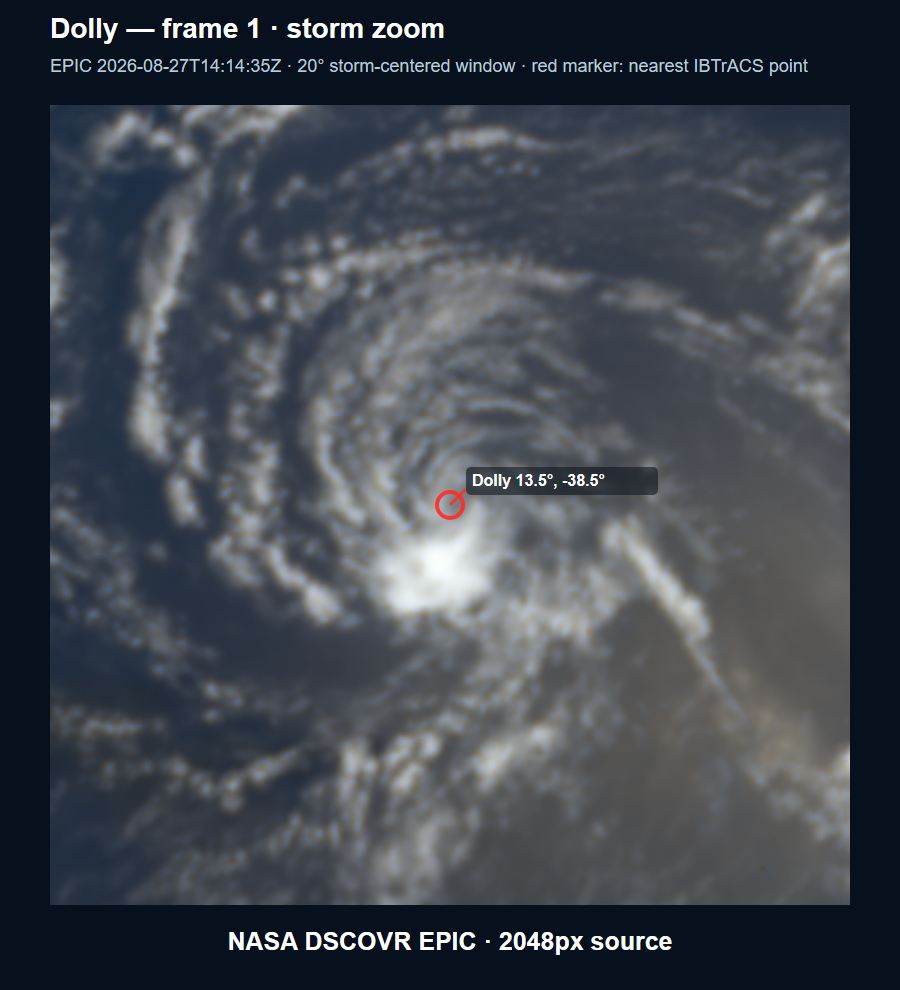 Dolly — frame 1 · storm zoom
EPIC 2026-08-27T14:14:35Z · 20° storm-centered window · red marker: nearest IBTrACS point
Dolly 13.5°, -38.5°
NASA DSCOVR EPIC · 2048px source